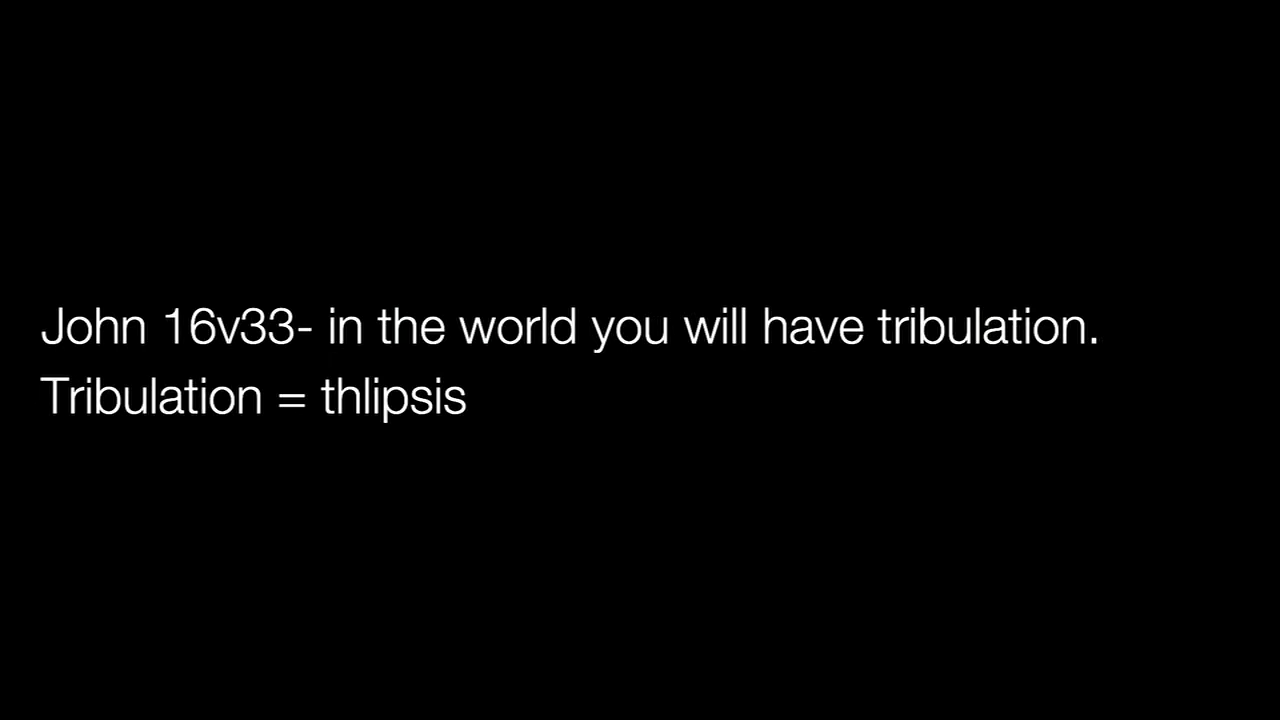 John 16v33- in the world you will have tribulation.
Tribulation = thlipsis